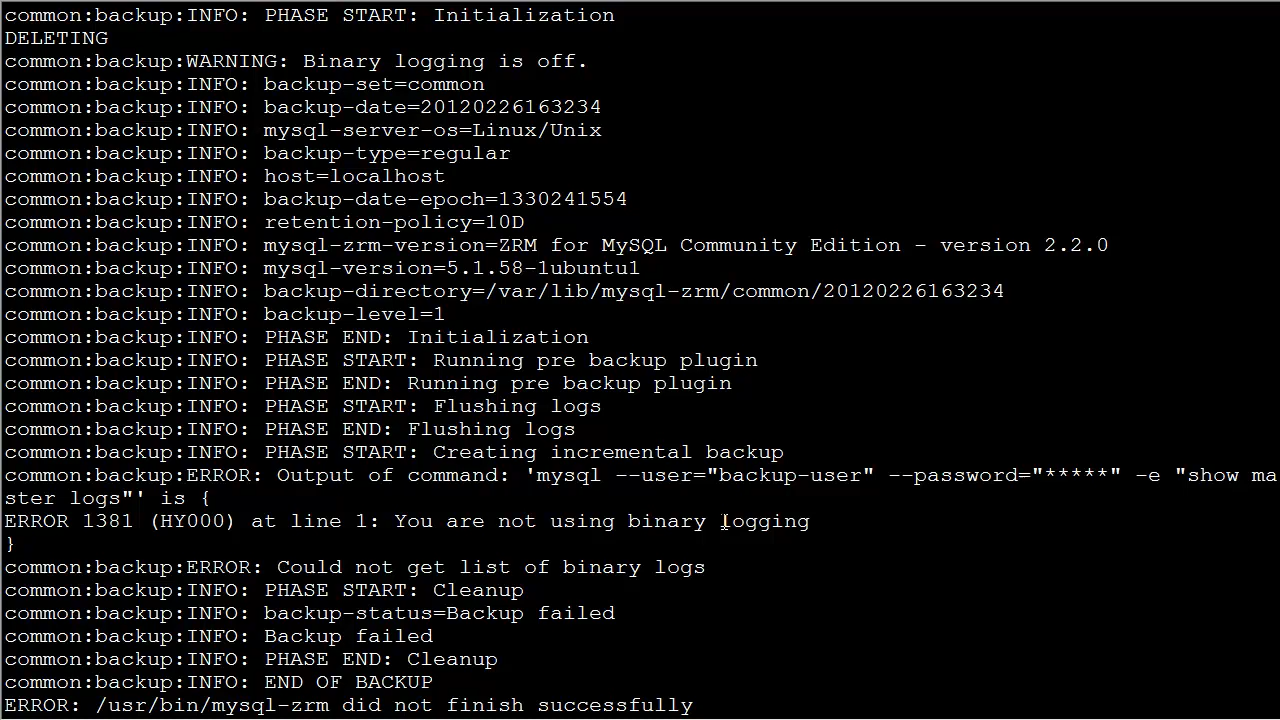 common:backup:INFO: PHASE START: Initialization
DELETING
common:backup:WARNING: Binary logging is off.
common:backup:INFO: backup-set=common
common:backup:INFO: backup-date=20120226163234
common:backup:INFO: mysql-server-os=Linux/Unix
common:backup:INFO: backup-type=regular
common:backup:INFO: host=localhost
common:backup:INFO: backup-date-epoch=1330241554
common:backup:INFO: retention-policy=10D
common:backup:INFO: mysql-zrm-version=ZRM for MySQL Community Edition - version 2.2.0
common:backup:INFO: mysql-version=5.1.58-1ubuntu1
common:backup:INFO: backup-directory=/var/lib/mysql-zrm/common/20120226163234
common:backup:INFO: backup-level=1
common:backup:INFO: PHASE END: Initialization
common:backup:INFO: PHASE START: Running pre backup plugin
common:backup:INFO: PHASE END: Running pre backup plugin
common:backup:INFO: PHASE START: Flushing logs
common:backup:INFO: PHASE END: Flushing logs
common:backup:INFO: PHASE START: Creating incremental backup
common:backup:ERROR: Output of command: 'mysql --user="backup-user" --password="*****" -e "show ma
ster logs"' is {
ERROR 1381 (HY000) at line 1: You are not using binary logging
}
common:backup:ERROR: Could not get list of binary logs
common:backup:INFO: PHASE START: Cleanup
common:backup:INFO: backup-status=Backup failed
common:backup:INFO: Backup failed
common:backup:INFO: PHASE END: Cleanup
common:backup:INFO: END OF BACKUP
ERROR: /usr/bin/mysql-zrm did not finish successfully